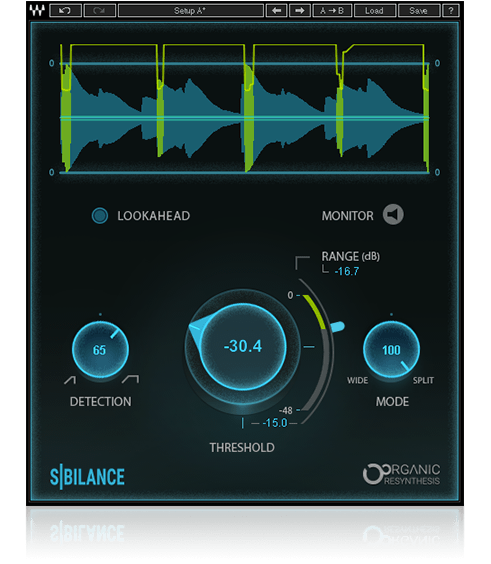 Setup A*
A→B
Load
Save
?
0
0
0
0
LOOKAHEAD
MONITOR
RANGE (dB)
-16.7
0
65
-30.4
100
WIDE
SPLIT
DETECTION
MODE
-48
-15.0
THRESHOLD
S|BILANCE
ORGANIC
RESYNTHESIS